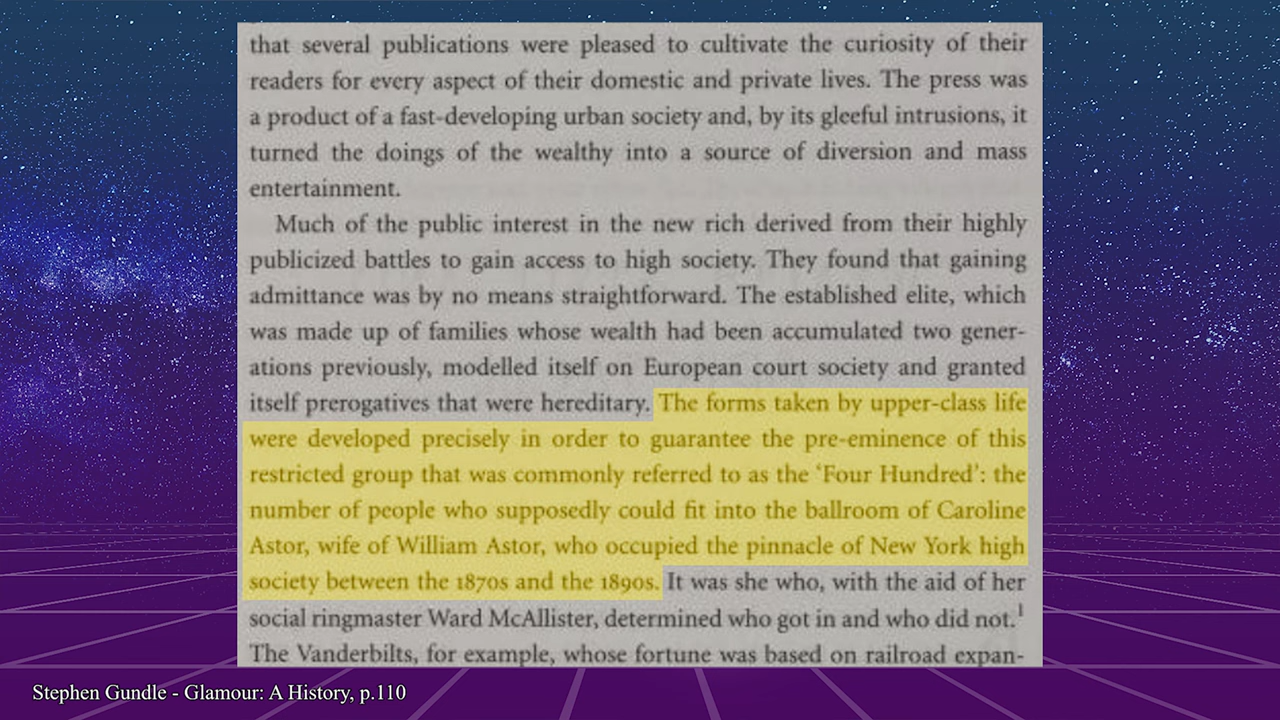 that several publications were pleased to cultivate the curiosity of their
readers for every aspect of their domestic and private lives. The press was
a product of a fast-developing urban society and, by its gleeful intrusions, it
turned the doings of the wealthy into a source of diversion and mass
entertainment.
Much of the public interest in the new rich derived from their highly
publicized battles to gain access to high society. They found that gaining
admittance was by no means straightforward. The established elite, which
was made up of families whose wealth had been accumulated two gener-
ations previously, modelled itself on European court society and granted
itself prerogatives that were hereditary. The forms taken by upper-class life
were developed precisely in order to guarantee the pre-eminence of this
restricted group that was commonly referred to as the ‘Four Hundred’: the
number of people who supposedly could fit into the ballroom of Caroline
Astor, wife of William Astor, who occupied the pinnacle of New York high
society between the 1870s and the 1890s. It was she who, with the aid of her
social ringmaster Ward McAllister, determined who got in and who did not.1
The Vanderbilts, for example, whose fortune was based on railroad expan-
Stephen Gundle - Glamour: A History, p.110